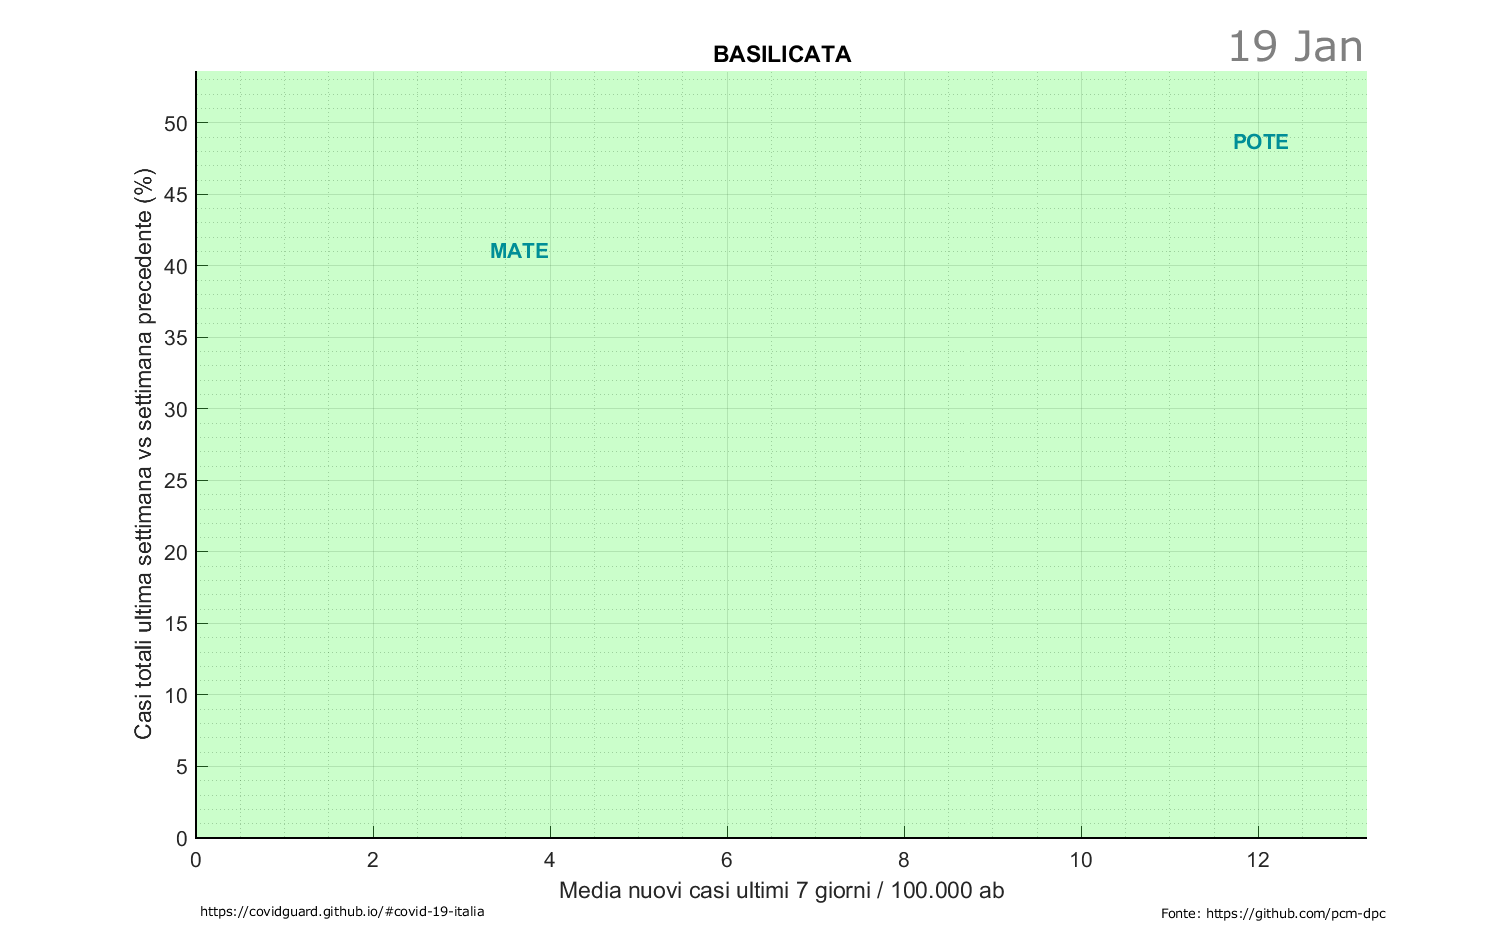 19 Jan
BASILICATA
50
POTE
45
MATE
40
35
30
25
20
15
10
5
0
Casi totali ultima settimana vs settimana precedente (%)
0 2 4 6 8 10 12
Media nuovi casi ultimi 7 giorni / 100.000 ab
https://covidguard.github.io/#covid-19-italia
Fonte: https://github.com/pcm-dpc